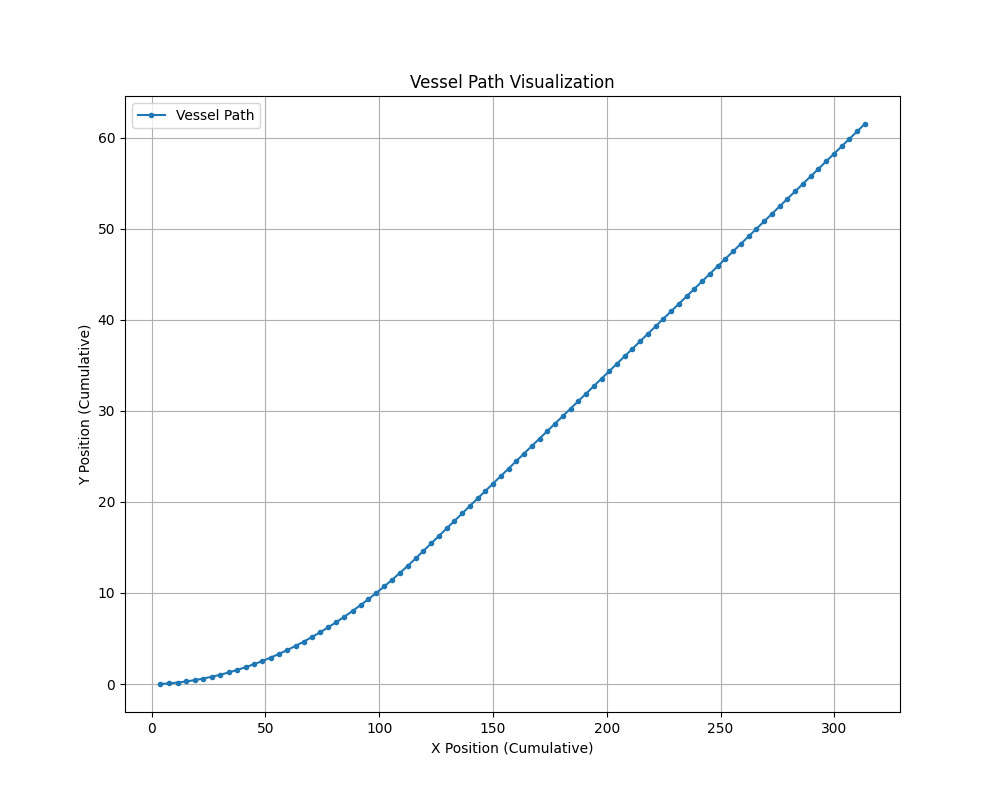 Vessel Path Visualization
Vessel Path
Y Position (Cumulative)
60
50
40
30
20
10
0
0 50 100 150 200 250 300
X Position (Cumulative)